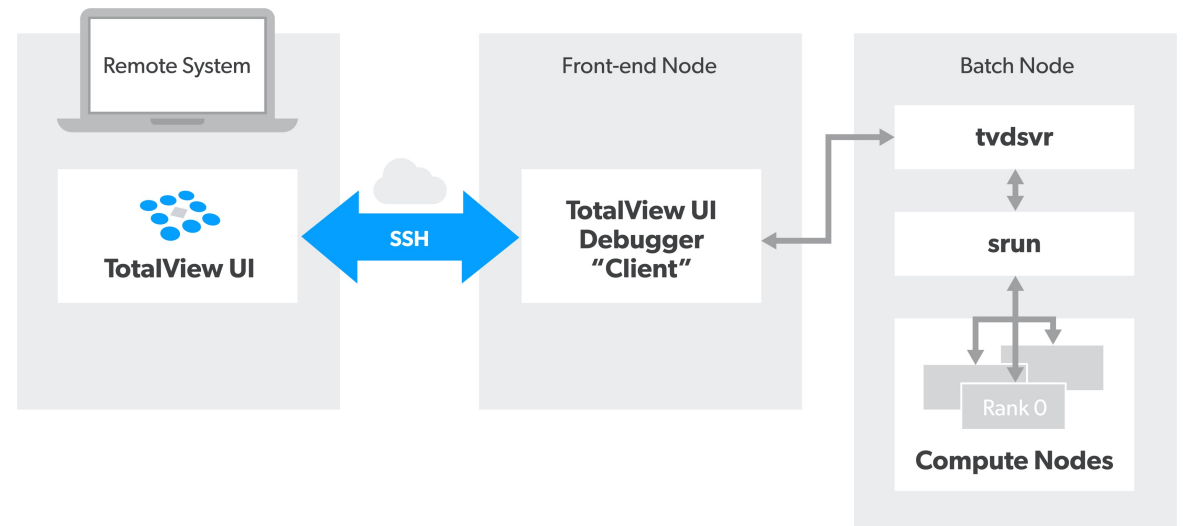 Remote System
TotalView UI
SSH
Front-end Node
TotalView UI
Debugger
“Client”
Batch Node
tvdsvr
srun
Rank 0
Compute Nodes